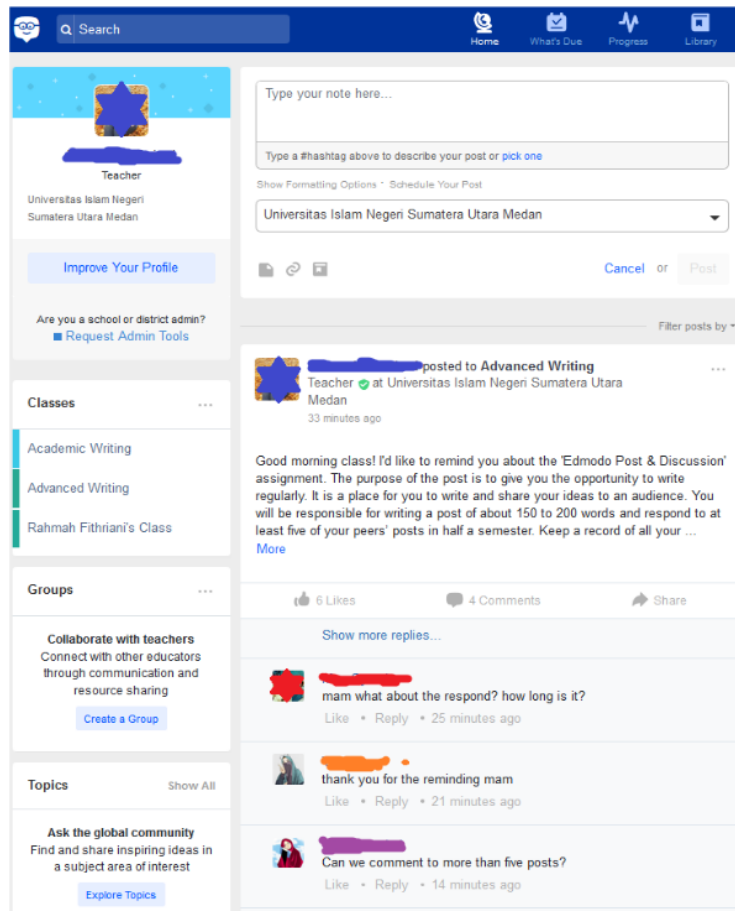 Search
Home
What's Due
Progress
Library
Teacher
Universitas Islam Negeri
Sumatera Utara Medan
Improve Your Profile
Are you a school or district admin?
Request Admin Tools
Classes
Academic Writing
Advanced Writing
Rahmah Fithriani's Class
Groups
Collaborate with teachers
Connect with other educators
through communication and
resource sharing
Create a Group
Topics
Show All
Ask the global community
Find and share inspiring ideas in
a subject area of interest
Explore Topics
Type your note here...
Type a #hashtag above to describe your post or pick one
Show Formatting Options - Schedule Your Post
Universitas Islam Negeri Sumatera Utara Medan
Cancel or Post
Filter posts by
posted to Advanced Writing
Teacher at Universitas Islam Negeri Sumatera Utara
Medan
33 minutes ago
Good morning class! I'd like to remind you about the 'Edmodo Post & Discussion'
assignment. The purpose of the post is to give you the opportunity to write
regularly. It is a place for you to write and share your ideas to an audience. You
will be responsible for writing a post of about 150 to 200 words and respond to at
least five of your peers' posts in half a semester. Keep a record of all your ...
More
6 Likes
4 Comments
Share
Show more replies...
mam what about the respond? how long is it?
Like • Reply • 25 minutes ago
thank you for the reminding mam
Like • Reply • 21 minutes ago
Can we comment to more than five posts?
Like • Reply • 14 minutes ago